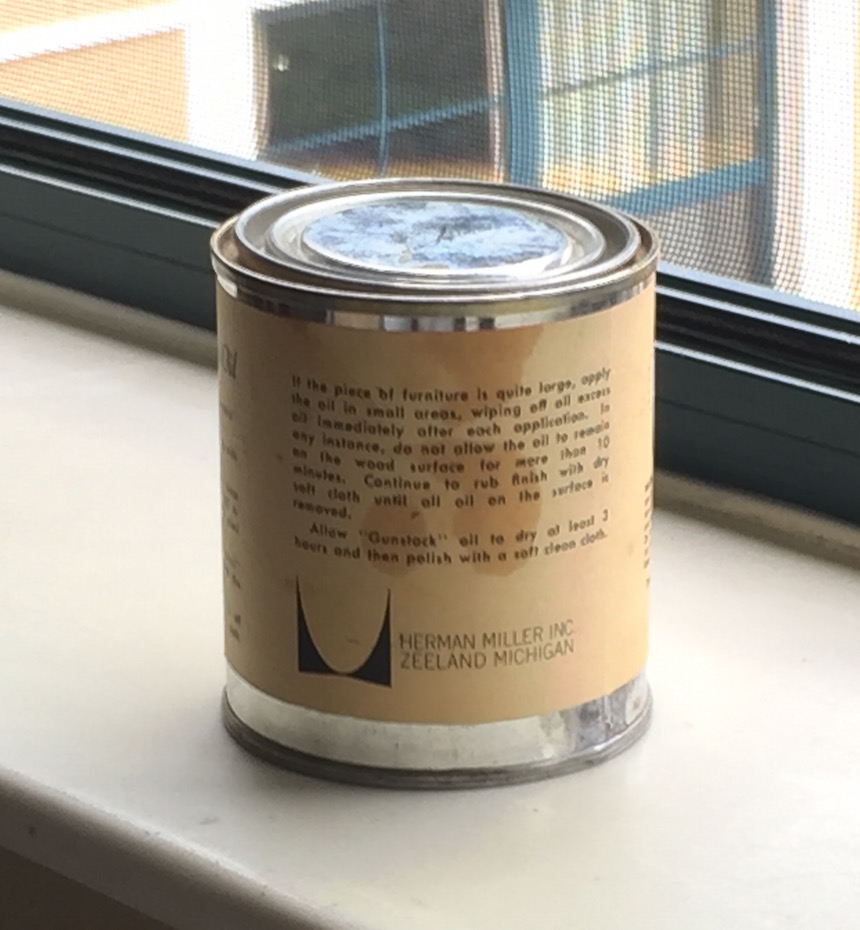 If the piece of furniture is quite large, apply
the oil in small areas, wiping off all excess
oil immediately after each application. In
any instance, do not allow the oil to remain
on the wood surface for more than 10
minutes. Continue to rub finish with dry
soft cloth until all oil on the surface is
removed.
Allow "Gunstock" oil to dry at least 3
hours and then polish with a soft clean cloth.
HERMAN MILLER INC
ZEELAND MICHIGAN